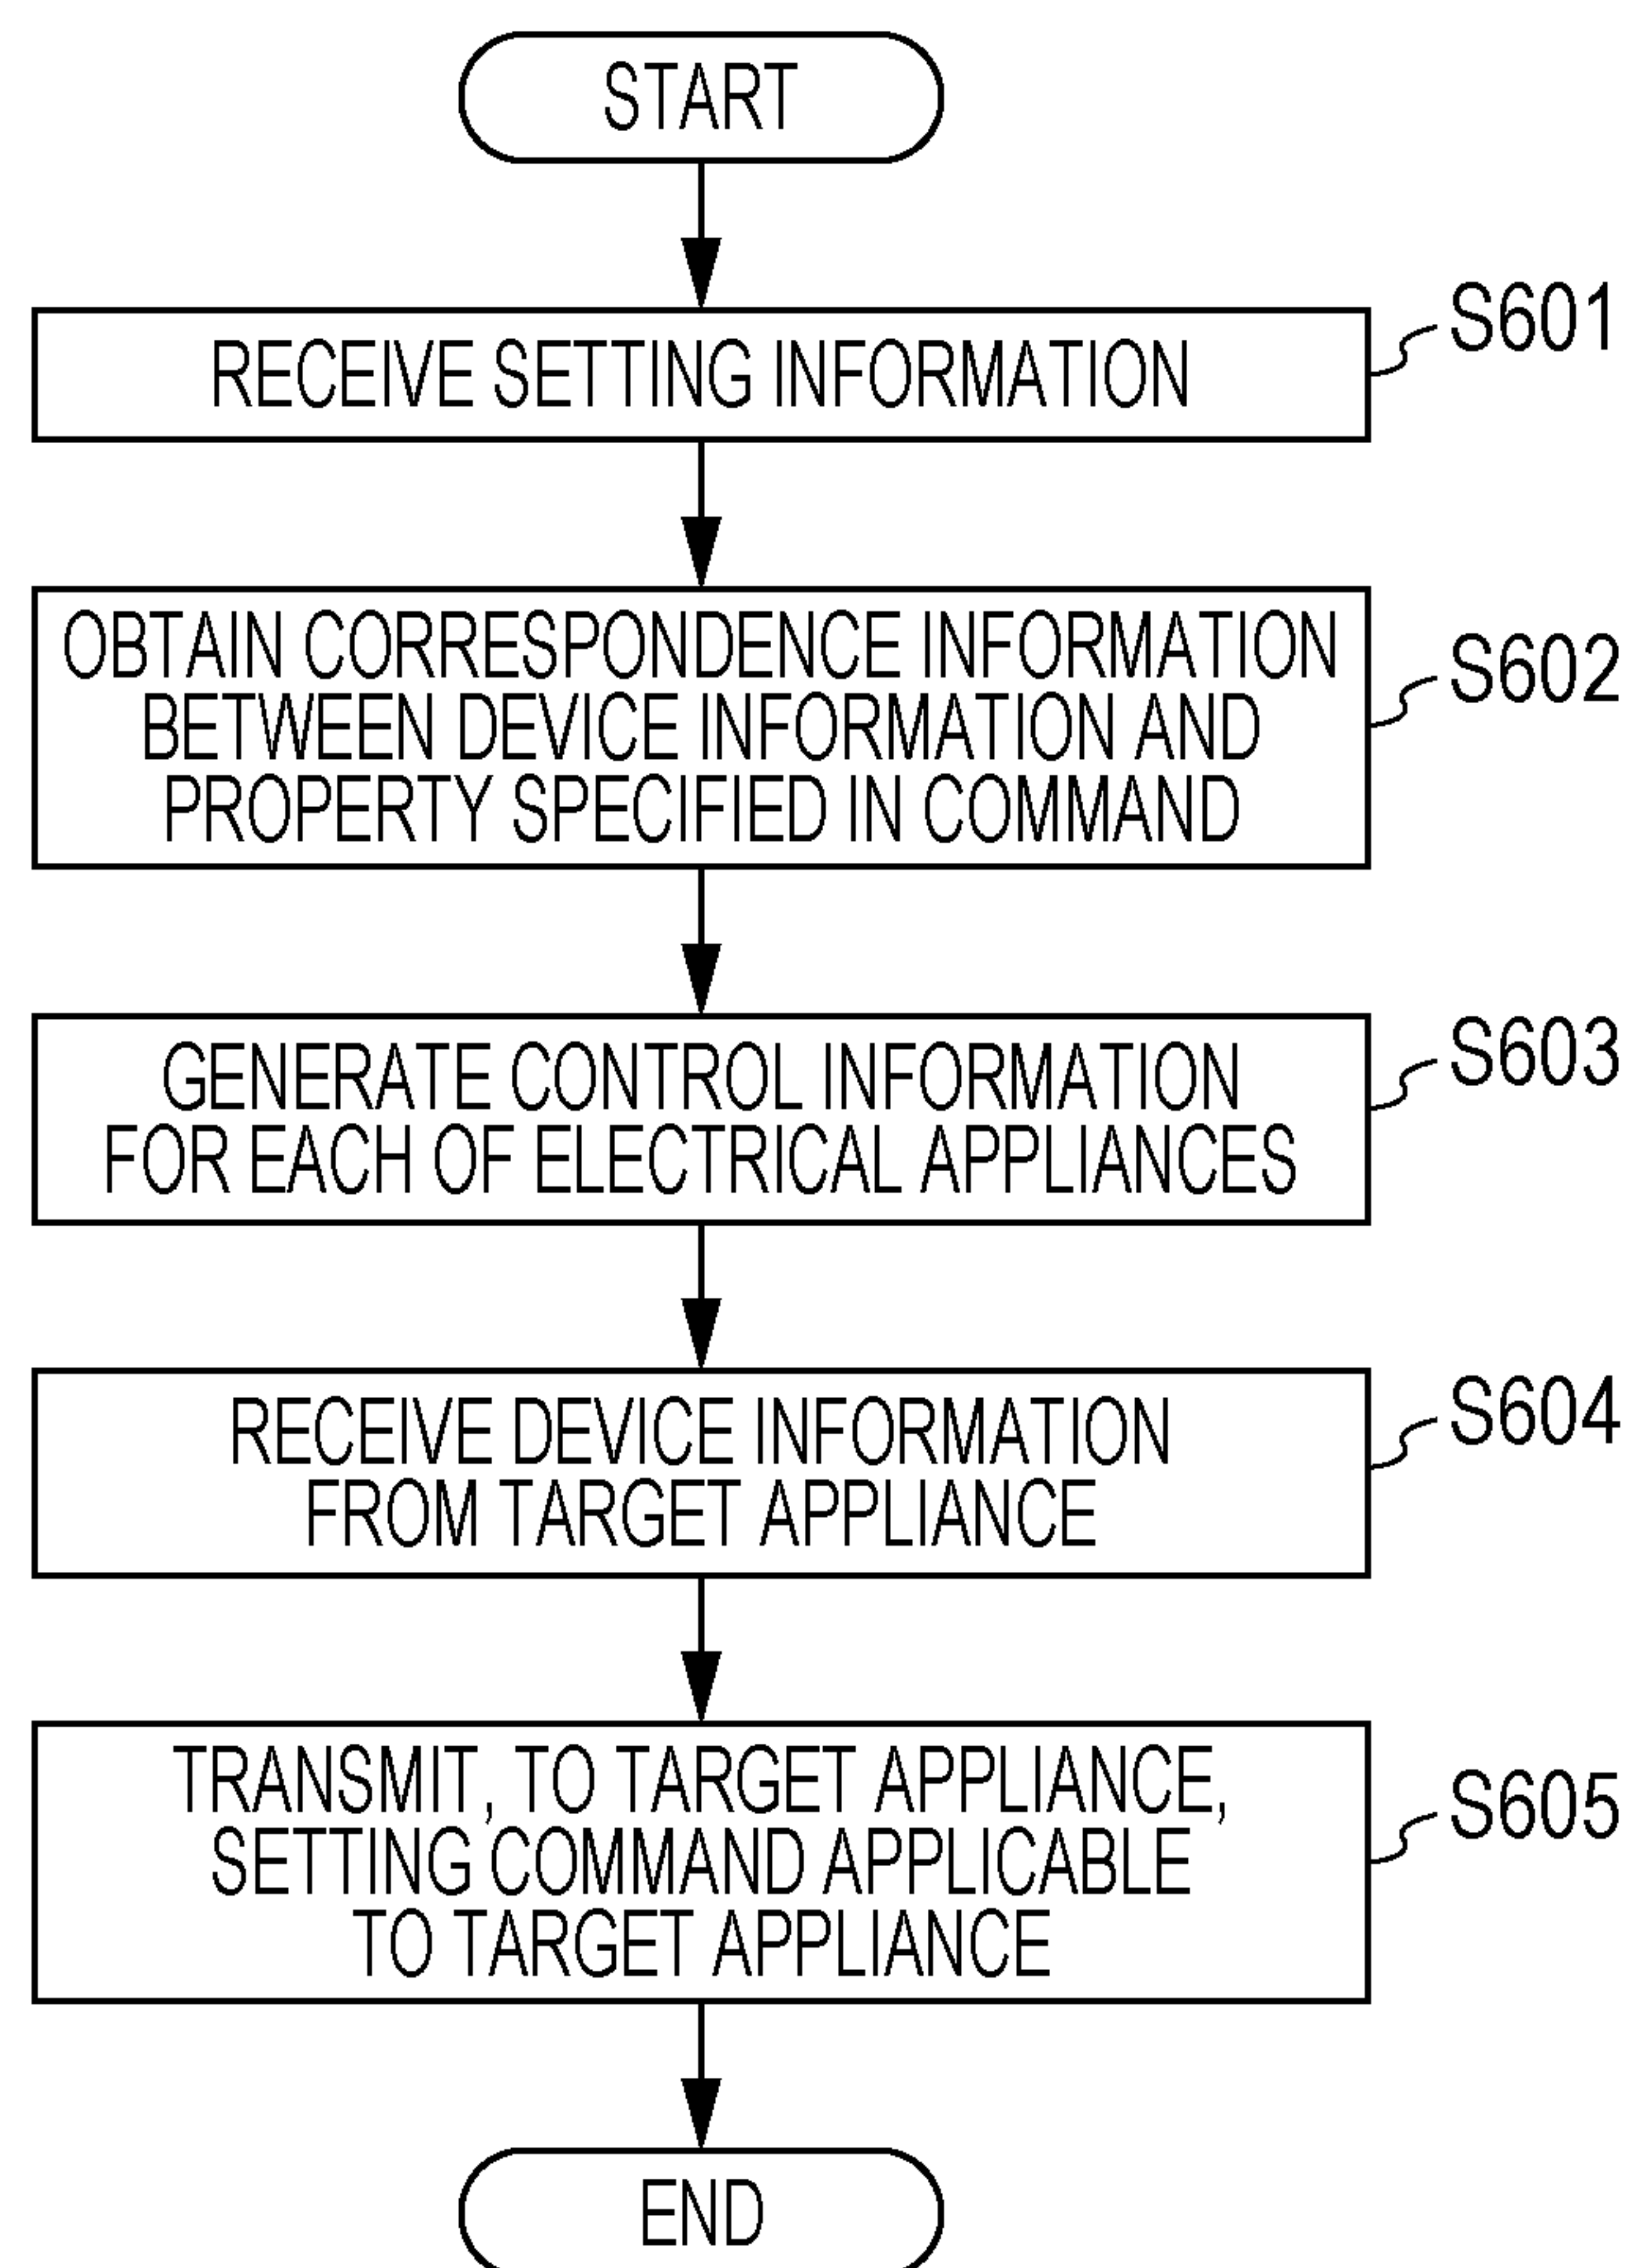 START
RECEIVE SETTING INFORMATION
S601
OBTAIN CORRESPONDENCE INFORMATION
BETWEEN DEVICE INFORMATION AND
PROPERTY SPECIFIED IN COMMAND
S602
GENERATE CONTROL INFORMATION
FOR EACH OF ELECTRICAL APPLIANCES
S603
RECEIVE DEVICE INFORMATION
FROM TARGET APPLIANCE
S604
TRANSMIT, TO TARGET APPLIANCE,
SETTING COMMAND APPLICABLE
TO TARGET APPLIANCE
S605
END